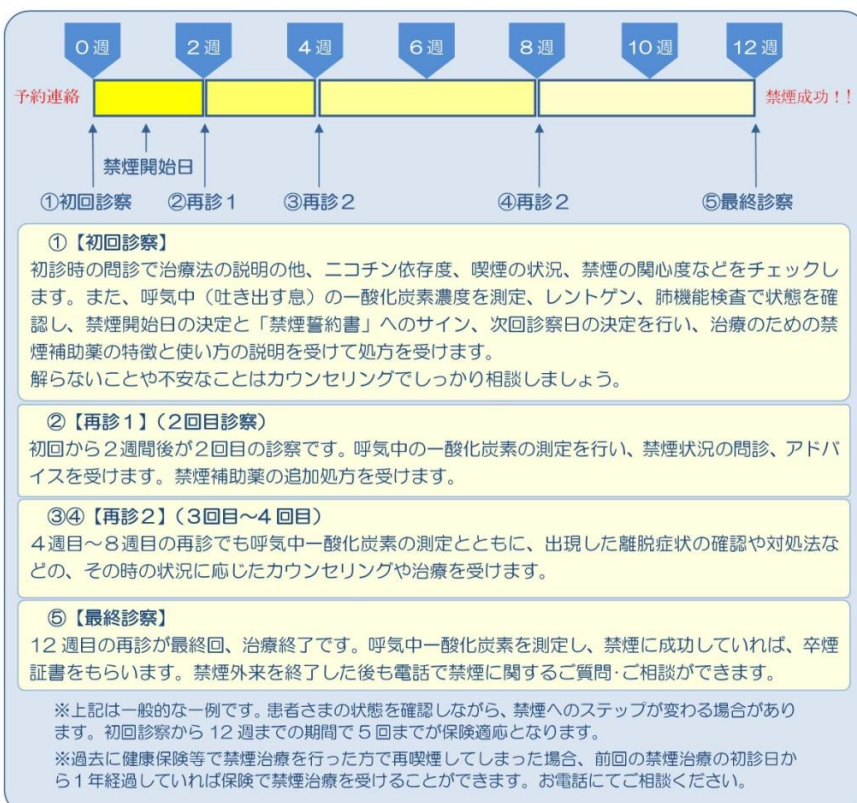 0週 2週 4週 6週 8週 10週 12週
予約連絡 禁煙成功！！
禁煙開始日
①初回診察 ②再診1 ③再診2 ④再診2 ⑤最終診察
①【初回診察】
初診時の問診で治療法の説明の他、ニコチン依存度、喫煙の状況、禁煙の関心度などをチェックし
ます。また、呼気中（吐き出す息）の一酸化炭素濃度を測定、レントゲン、肺機能検査で状態を確
認し、禁煙開始日の決定と「禁煙誓約書」へのサイン、次回診察日の決定を行い、治療のための禁
煙補助薬の特徴と使い方の説明を受けて処方を受けます。
解らないことや不安なことはカウンセリングでしっかり相談しましょう。
②【再診1】（2回目診察）
初回から2週間後が2回目の診察です。呼気中の一酸化炭素の測定を行い、禁煙状況の問診、アドバ
イスを受けます。禁煙補助薬の追加処方を受けます。
③④【再診2】（3回目～4回目）
4週目～8週目の再診でも呼気中一酸化炭素の測定とともに、出現した離脱症状の確認や対処法な
どの、その時の状況に応じたカウンセリングや治療を受けます。
⑤【最終診察】
12週目の再診が最終回、治療終了です。呼気中一酸化炭素を測定し、禁煙に成功していれば、卒煙
証書をもらいます。禁煙外来を終了した後も電話で禁煙に関するご質問･ご相談ができます。
※上記は一般的な一例です。患者さまの状態を確認しながら、禁煙へのステップが変わる場合があり
ます。初回診察から12週までの期間で5回までが保険適応となります。
※過去に健康保険等で禁煙治療を行った方で再喫煙してしまった場合、前回の禁煙治療の初診日か
ら1年経過していれば保険で禁煙治療を受けることができます。お電話にてご相談ください。